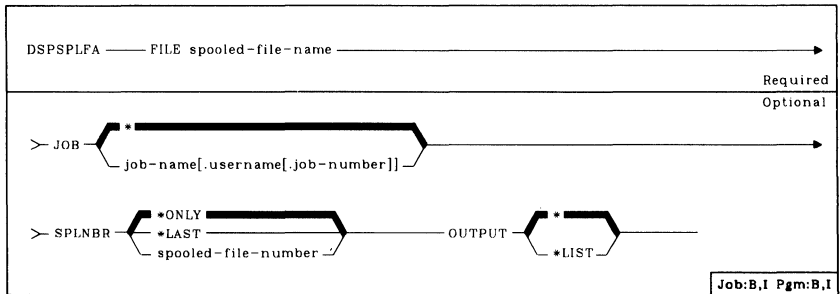 DSPSPLFA FILE spooled-file-name
Required
Optional
*
JOB
job-name[.username[.job-number]]
*ONLY *
SPLNBR *LAST OUTPUT
spooled-file-number *LIST
Job:B,I Pgm:B,I